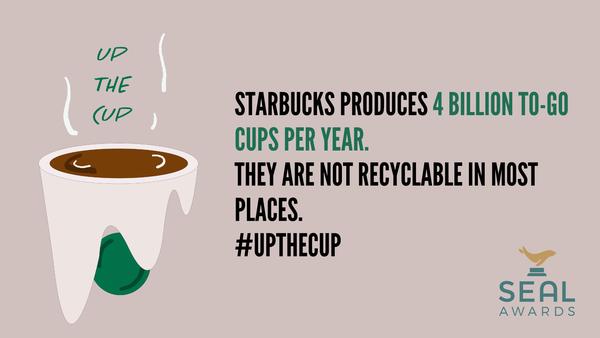 UP
THE
CUP
STARBUCKS PRODUCES 4 BILLION TO-GO
CUPS PER YEAR.
THEY ARE NOT RECYCLABLE IN MOST
PLACES.
#UPTHECUP
SEAL
AWARDS